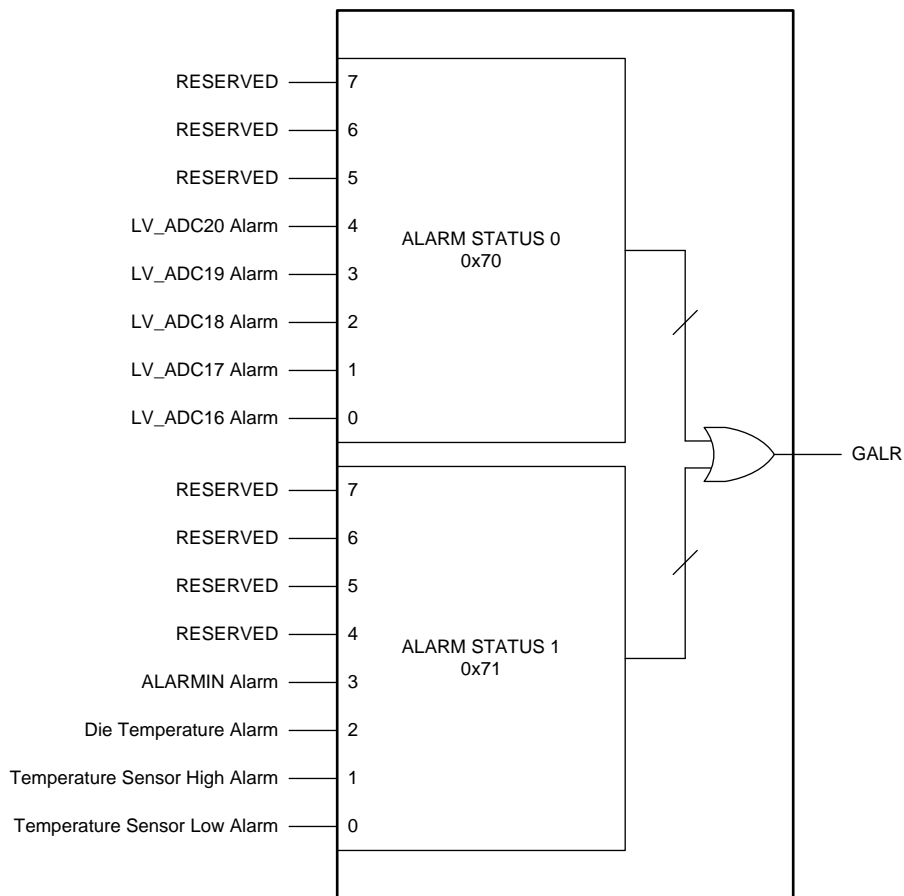 RESERVED 7
RESERVED 6
RESERVED 5
LV_ADC20 Alarm 4
ALARM STATUS 0
0x70
LV_ADC19 Alarm 3
LV_ADC18 Alarm 2
LV_ADC17 Alarm 1
LV_ADC16 Alarm 0
GALR
RESERVED 7
RESERVED 6
RESERVED 5
RESERVED 4
ALARM STATUS 1
0x71
ALARMIN Alarm 3
Die Temperature Alarm 2
Temperature Sensor High Alarm 1
Temperature Sensor Low Alarm 0